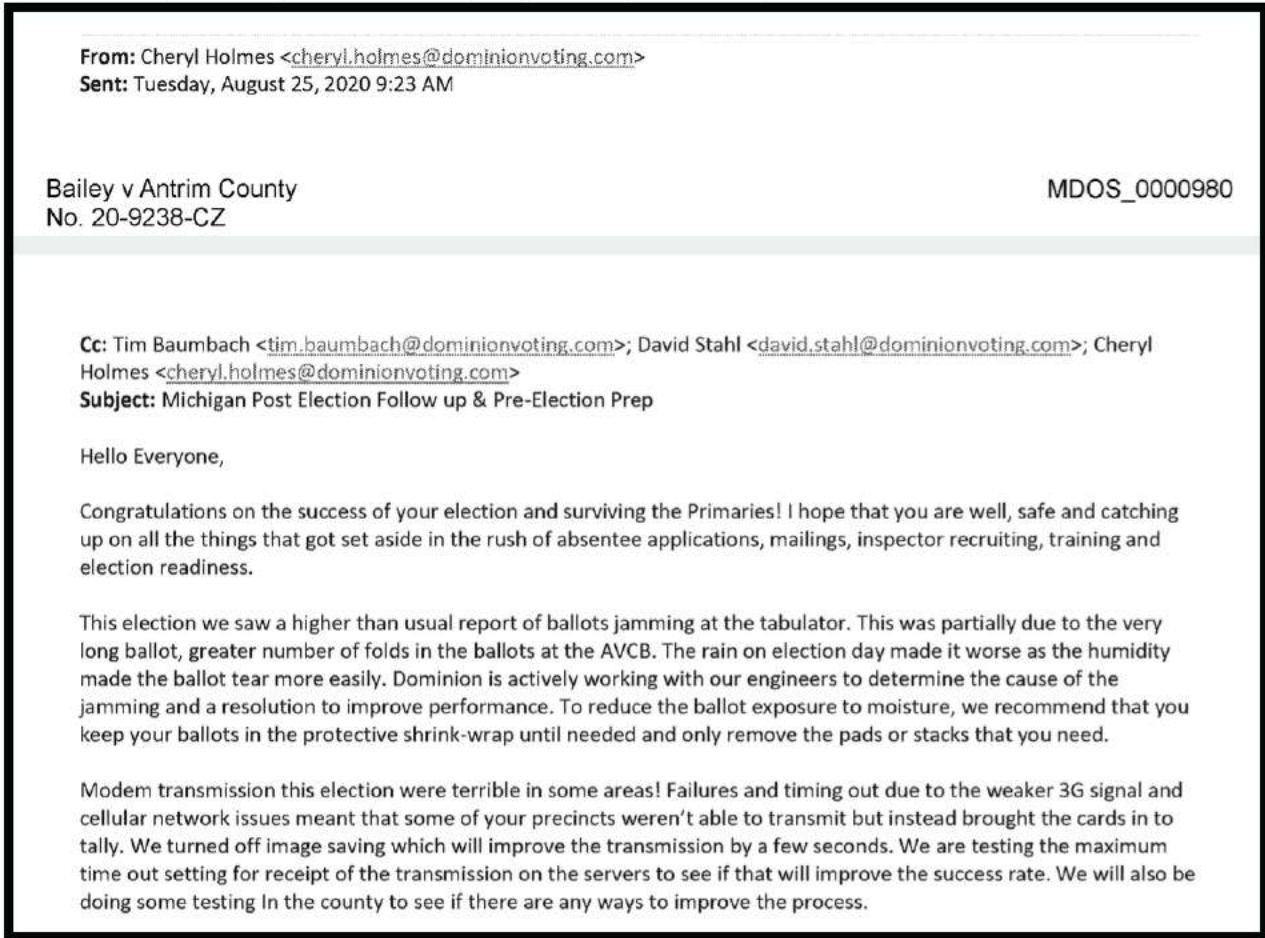 From: Cheryl Holmes <cheryl.holmes@dominionvoting.com>
Sent: Tuesday, August 25, 2020 9:23 AM
Bailey v Antrim County
No. 20-9238-CZ
MDOS_0000980
Cc: Tim Baumbach <tim.baumbach@dominionvoting.com>; David Stahl <david.stahl@dominionvoting.com>; Cheryl
Holmes <cheryl.holmes@dominionvoting.com>
Subject: Michigan Post Election Follow up & Pre-Election Prep
Hello Everyone,
Congratulations on the success of your election and surviving the Primaries! I hope that you are well, safe and catching
up on all the things that got set aside in the rush of absentee applications, mailings, inspector recruiting, training and
election readiness.
This election we saw a higher than usual report of ballots jamming at the tabulator. This was partially due to the very
long ballot, greater number of folds in the ballots at the AVCB. The rain on election day made it worse as the humidity
made the ballot tear more easily. Dominion is actively working with our engineers to determine the cause of the
jamming and a resolution to improve performance. To reduce the ballot exposure to moisture, we recommend that you
keep your ballots in the protective shrink-wrap until needed and only remove the pads or stacks that you need.
Modem transmission this election were terrible in some areas! Failures and timing out due to the weaker 3G signal and
cellular network issues meant that some of your precincts weren't able to transmit but instead brought the cards in to
tally. We turned off image saving which will improve the transmission by a few seconds. We are testing the maximum
time out setting for receipt of the transmission on the servers to see if that will improve the success rate. We will also be
doing some testing In the county to see if there are any ways to improve the process.